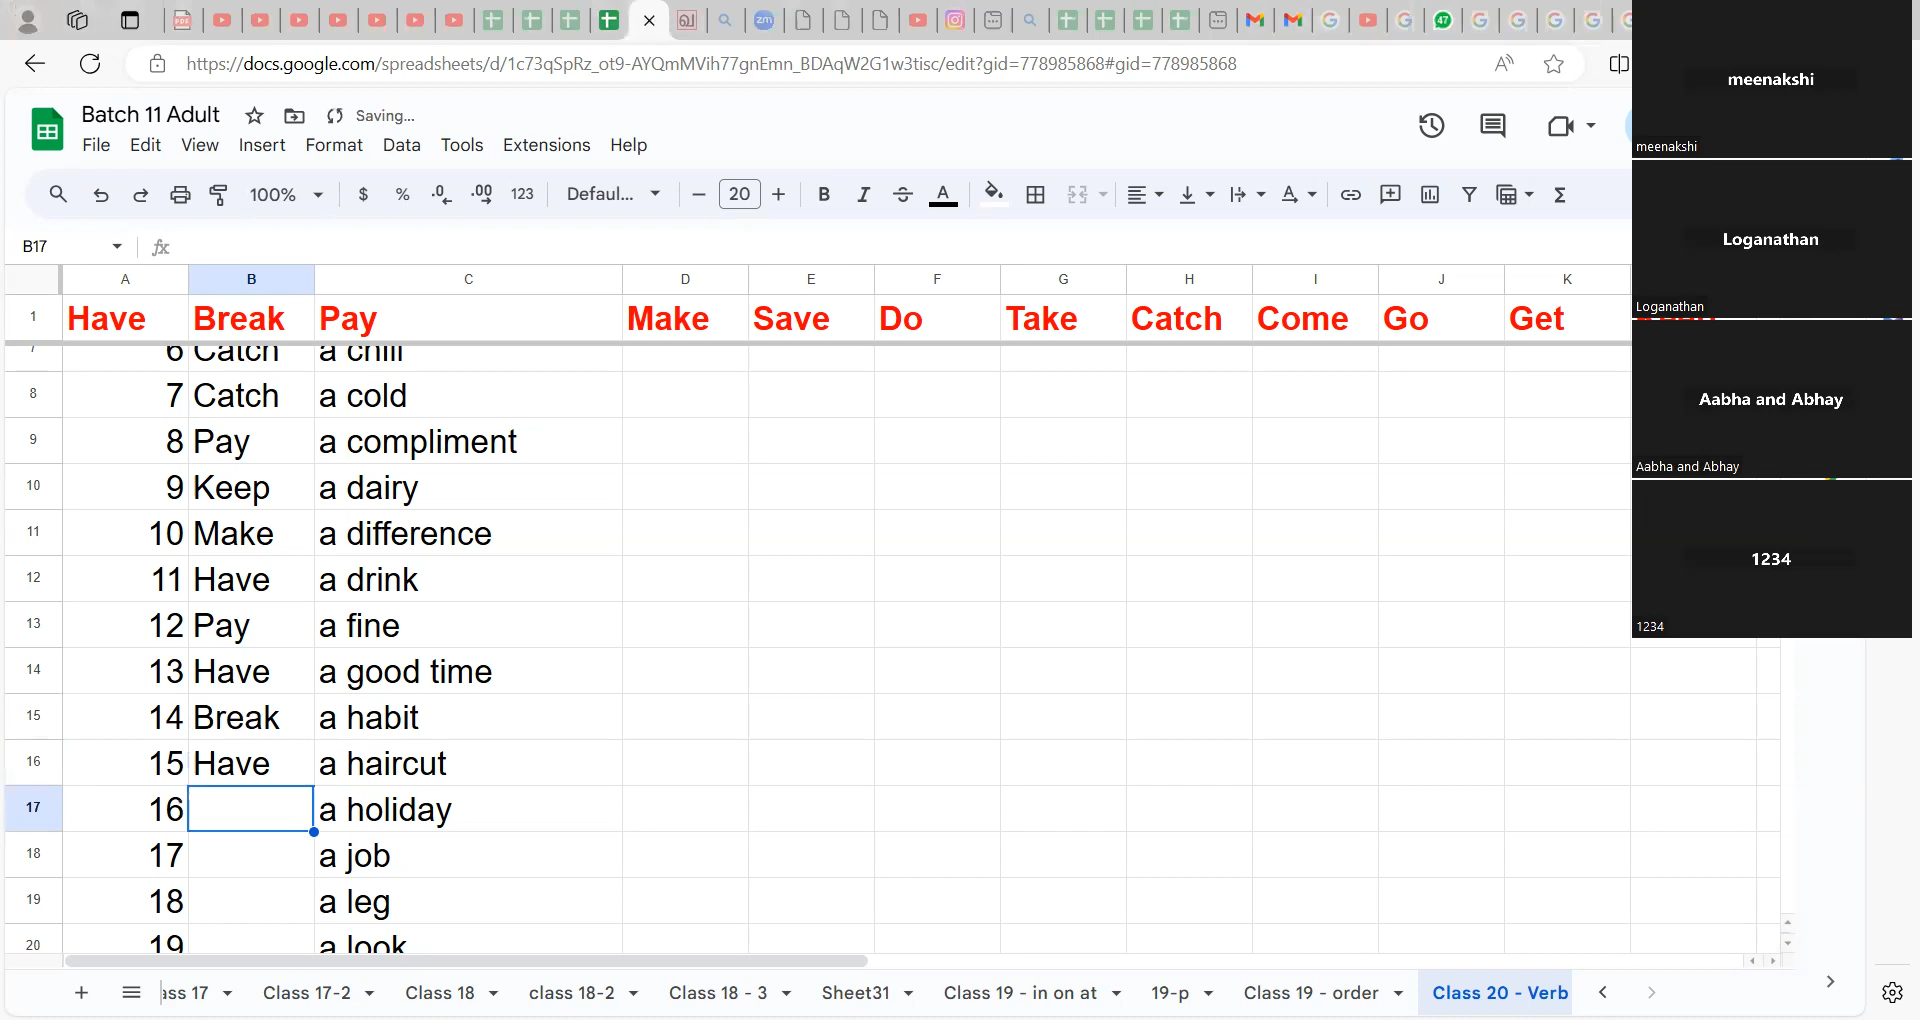 https://docs.google.com/spreadsheets/d/1c73qSpRz_ot9-AYQmMVih77gnEmn_BDAqW2G1w3tisc/edit?gid=778985868#gid=778985868
Batch 11 Adult
Saving...
File Edit View Insert Format Data Tools Extensions Help
100% $ % .0 .00 123 Defaul... 20 B I A
B17
A B C D E F G H I J K
1 Have Break Pay Make Save Do Take Catch Come Go Get
7 6 Catch a chill
8 7 Catch a cold
9 8 Pay a compliment
10 9 Keep a dairy
11 10 Make a difference
12 11 Have a drink
13 12 Pay a fine
14 13 Have a good time
15 14 Break a habit
16 15 Have a haircut
17 16 a holiday
18 17 a job
19 18 a leg
20 19 a look
ass 17 Class 17-2 Class 18 class 18-2 Class 18 - 3 Sheet31 Class 19 - in on at 19-p Class 19 - order Class 20 - Verb
meenakshi
meenakshi
Loganathan
Loganathan
Aabha and Abhay
Aabha and Abhay
1234
1234